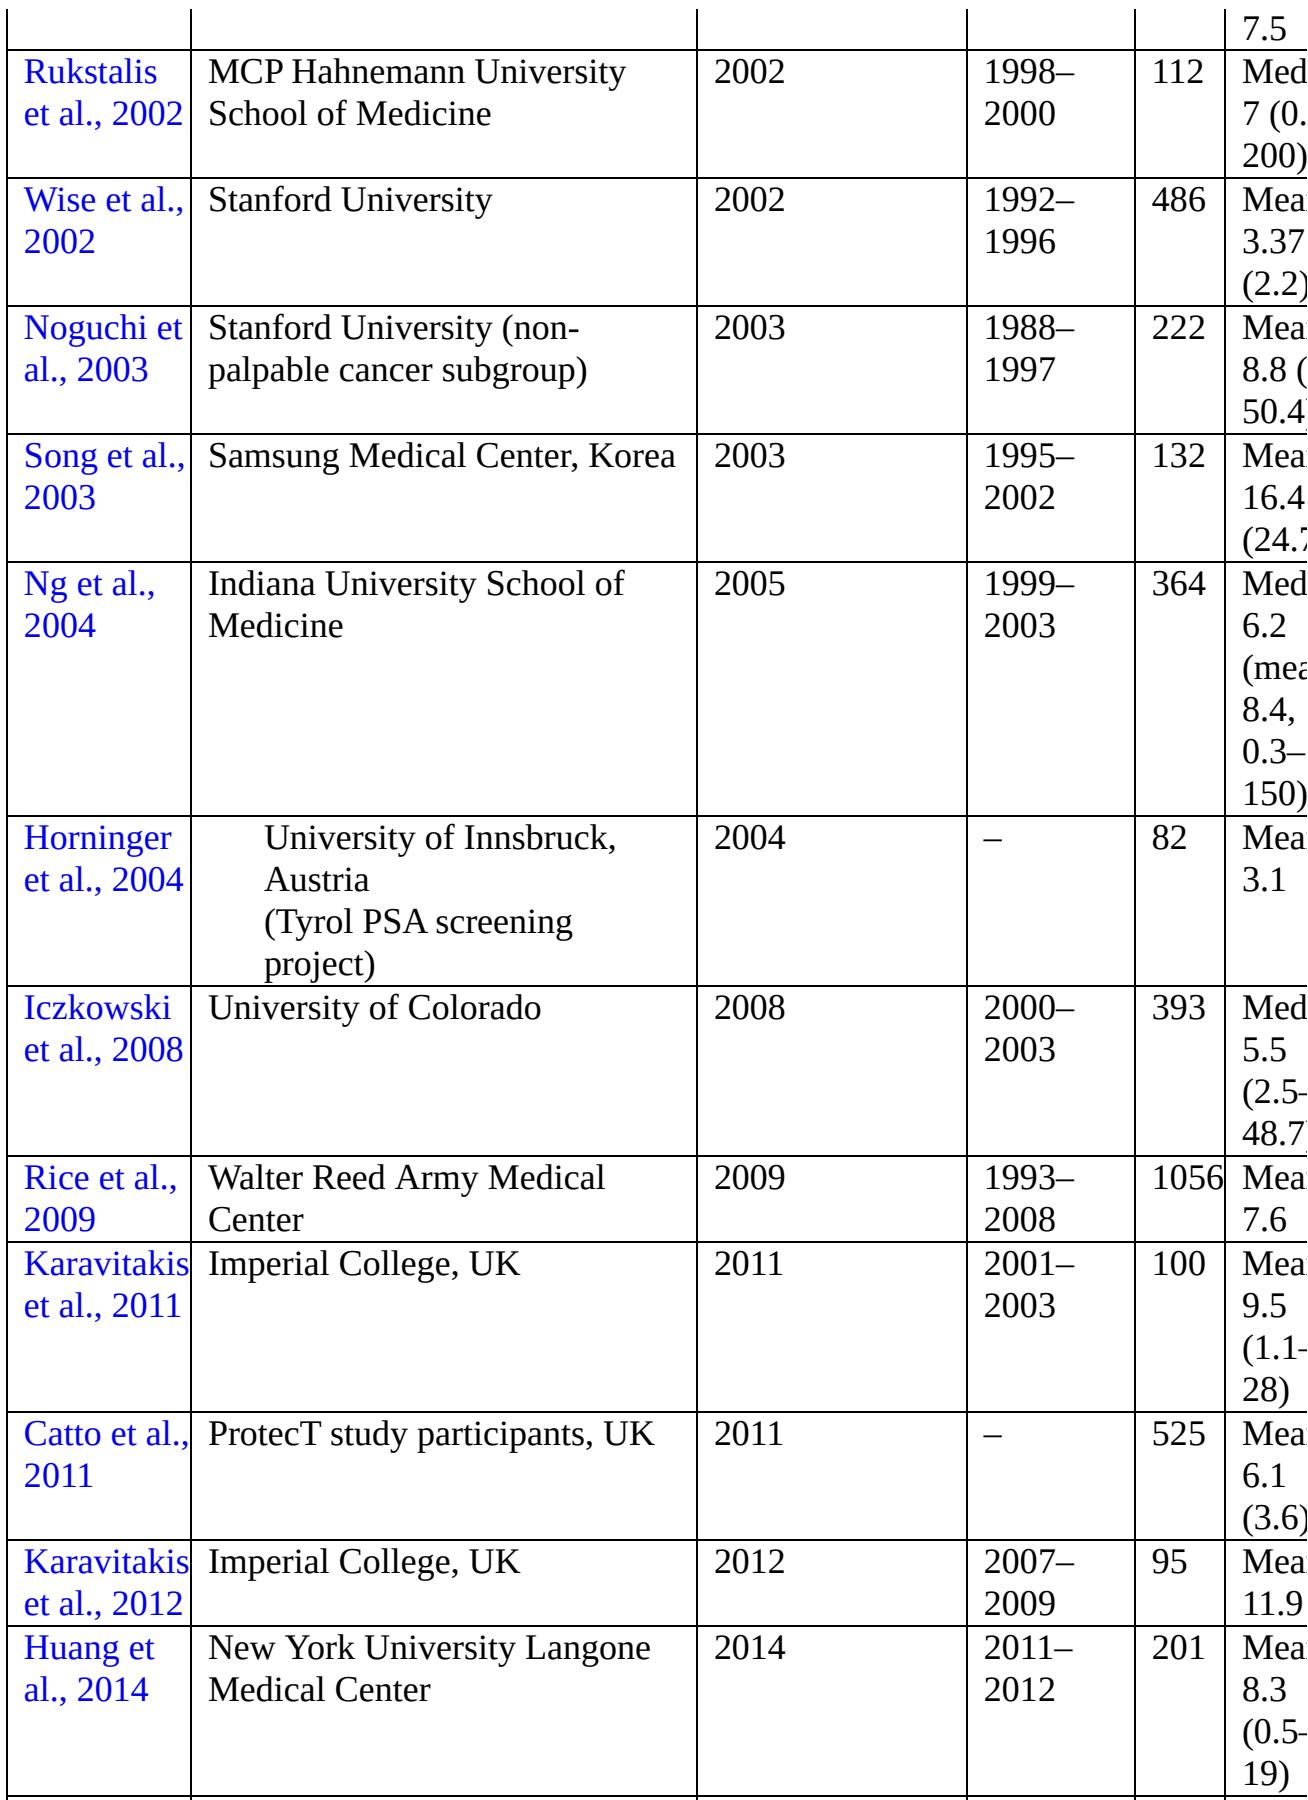 7.5
Rukstalis
et al., 2002
MCP Hahnemann University
School of Medicine
2002
1998–
2000
112
Med
7 (0.
200)
Wise et al.,
2002
Stanford University
2002
1992–
1996
486
Mea
3.37
(2.2)
Noguchi et
al., 2003
Stanford University (non-
palpable cancer subgroup)
2003
1988–
1997
222
Mea
8.8 (
50.4)
Song et al.,
2003
Samsung Medical Center, Korea
2003
1995–
2002
132
Mea
16.4
(24.7
Ng et al.,
2004
Indiana University School of
Medicine
2005
1999–
2003
364
Med
6.2
(mea
8.4,
0.3–
150)
Horninger
et al., 2004
University of Innsbruck,
Austria
(Tyrol PSA screening
project)
2004
–
82
Mea
3.1
Iczkowski
et al., 2008
University of Colorado
2008
2000–
2003
393
Med
5.5
(2.5–
48.7)
Rice et al.,
2009
Walter Reed Army Medical
Center
2009
1993–
2008
1056
Mea
7.6
Karavitakis
et al., 2011
Imperial College, UK
2011
2001–
2003
100
Mea
9.5
(1.1–
28)
Catto et al.,
2011
ProtecT study participants, UK
2011
–
525
Mea
6.1
(3.6)
Karavitakis
et al., 2012
Imperial College, UK
2012
2007–
2009
95
Mea
11.9
Huang et
al., 2014
New York University Langone
Medical Center
2014
2011–
2012
201
Mea
8.3
(0.5–
19)